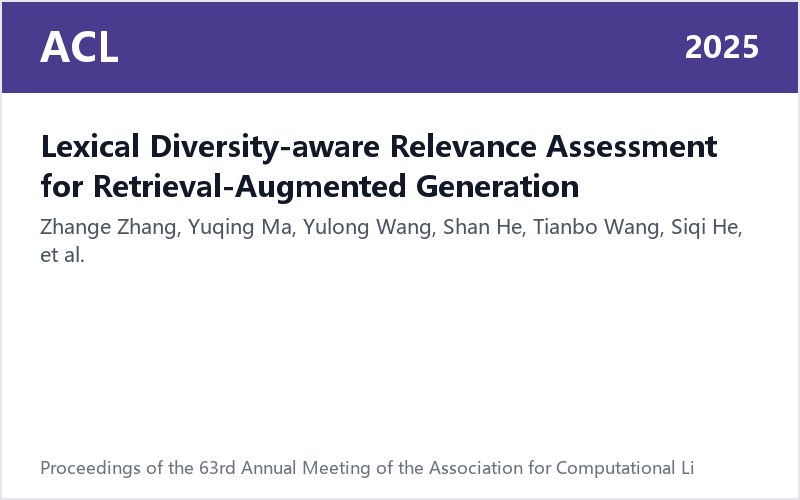 ACL
2025
Lexical Diversity-aware Relevance Assessment
for Retrieval-Augmented Generation
Zhange Zhang, Yuqing Ma, Yulong Wang, Shan He, Tianbo Wang, Siqi He,
et al.
Proceedings of the 63rd Annual Meeting of the Association for Computational Li